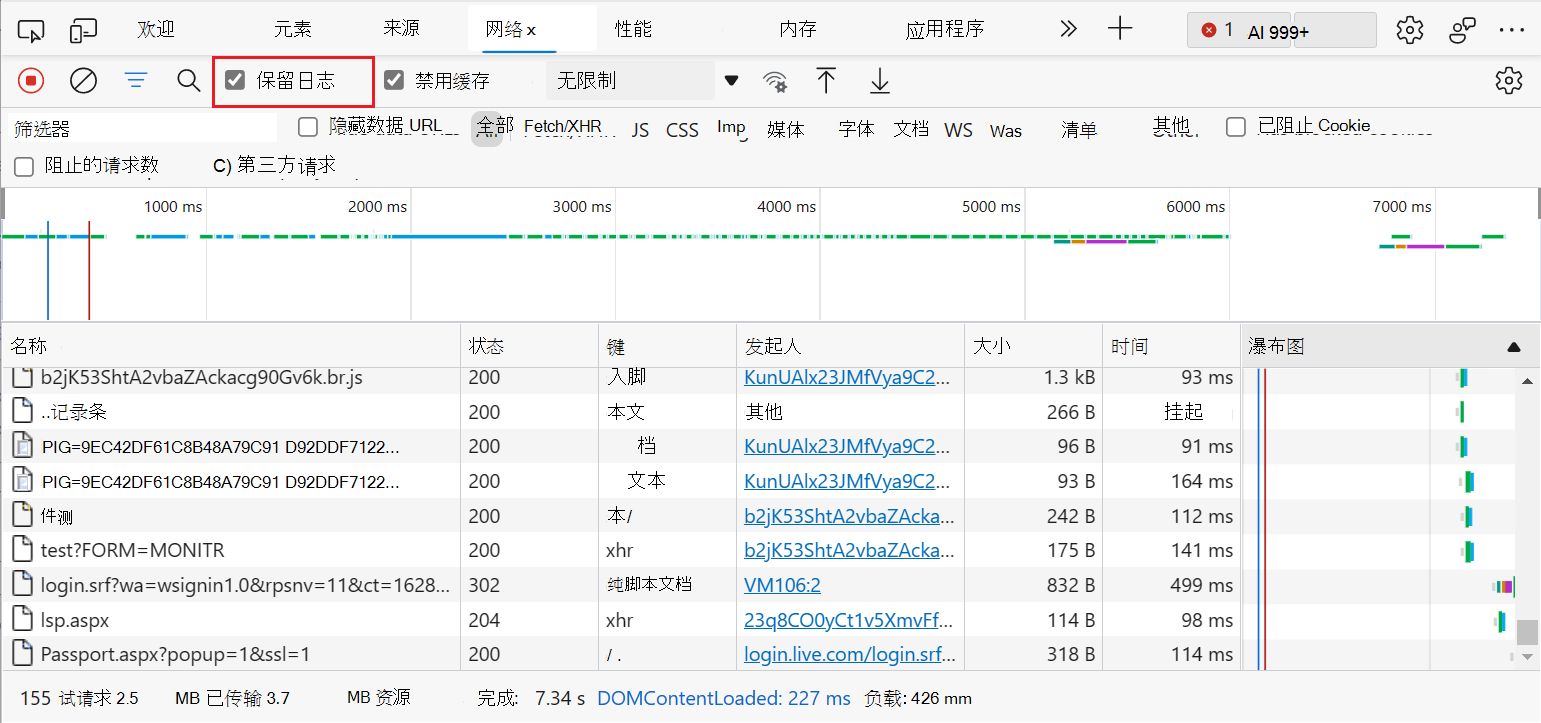 欢迎 元素 来源 网络 x 性能 内存 应用程序 1 AI 999+
保留日志 禁用缓存 无限制
筛选器 隐藏数据 URL 全部 Fetch/XHR JS CSS Imp 媒体 字体 文档 WS Was 清单 其他 已阻止 Cookie
阻止的请求数 C) 第三方请求
1000 ms 2000 ms 3000 ms 4000 ms 5000 ms 6000 ms 7000 ms
名称 状态 键 发起人 大小 时间 瀑布图
b2jK53ShtA2vbaZAckacg90Gv6k.br.js 200 入脚 KunUAlx23JMfVya9C2... 1.3 kB 93 ms
..记录条 200 本文 其他 266 B 挂起
PIG=9EC42DF61C8B48A79C91 D92DDF7122... 200 档 KunUAlx23JMfVya9C2... 96 B 91 ms
PIG=9EC42DF61C8B48A79C91 D92DDF7122... 200 文本 KunUAlx23JMfVya9C2... 93 B 164 ms
件测 200 本/ b2jK53ShtA2vbaZAcka... 242 B 112 ms
test?FORM=MONITR 200 xhr b2jK53ShtA2vbaZAcka... 175 B 141 ms
login.srf?wa=wsignin1.0&rpsnv=11&ct=1628... 302 纯脚本文档 VM106:2 832 B 499 ms
lsp.aspx 204 xhr 23q8CO0yCt1v5XmvFf... 114 B 98 ms
Passport.aspx?popup=1&ssl=1 200 / . login.live.com/login.srf... 318 B 114 ms
155 试请求 2.5 MB 已传输 3.7 MB 资源 完成: 7.34 s DOMContentLoaded: 227 ms 负载: 426 mm